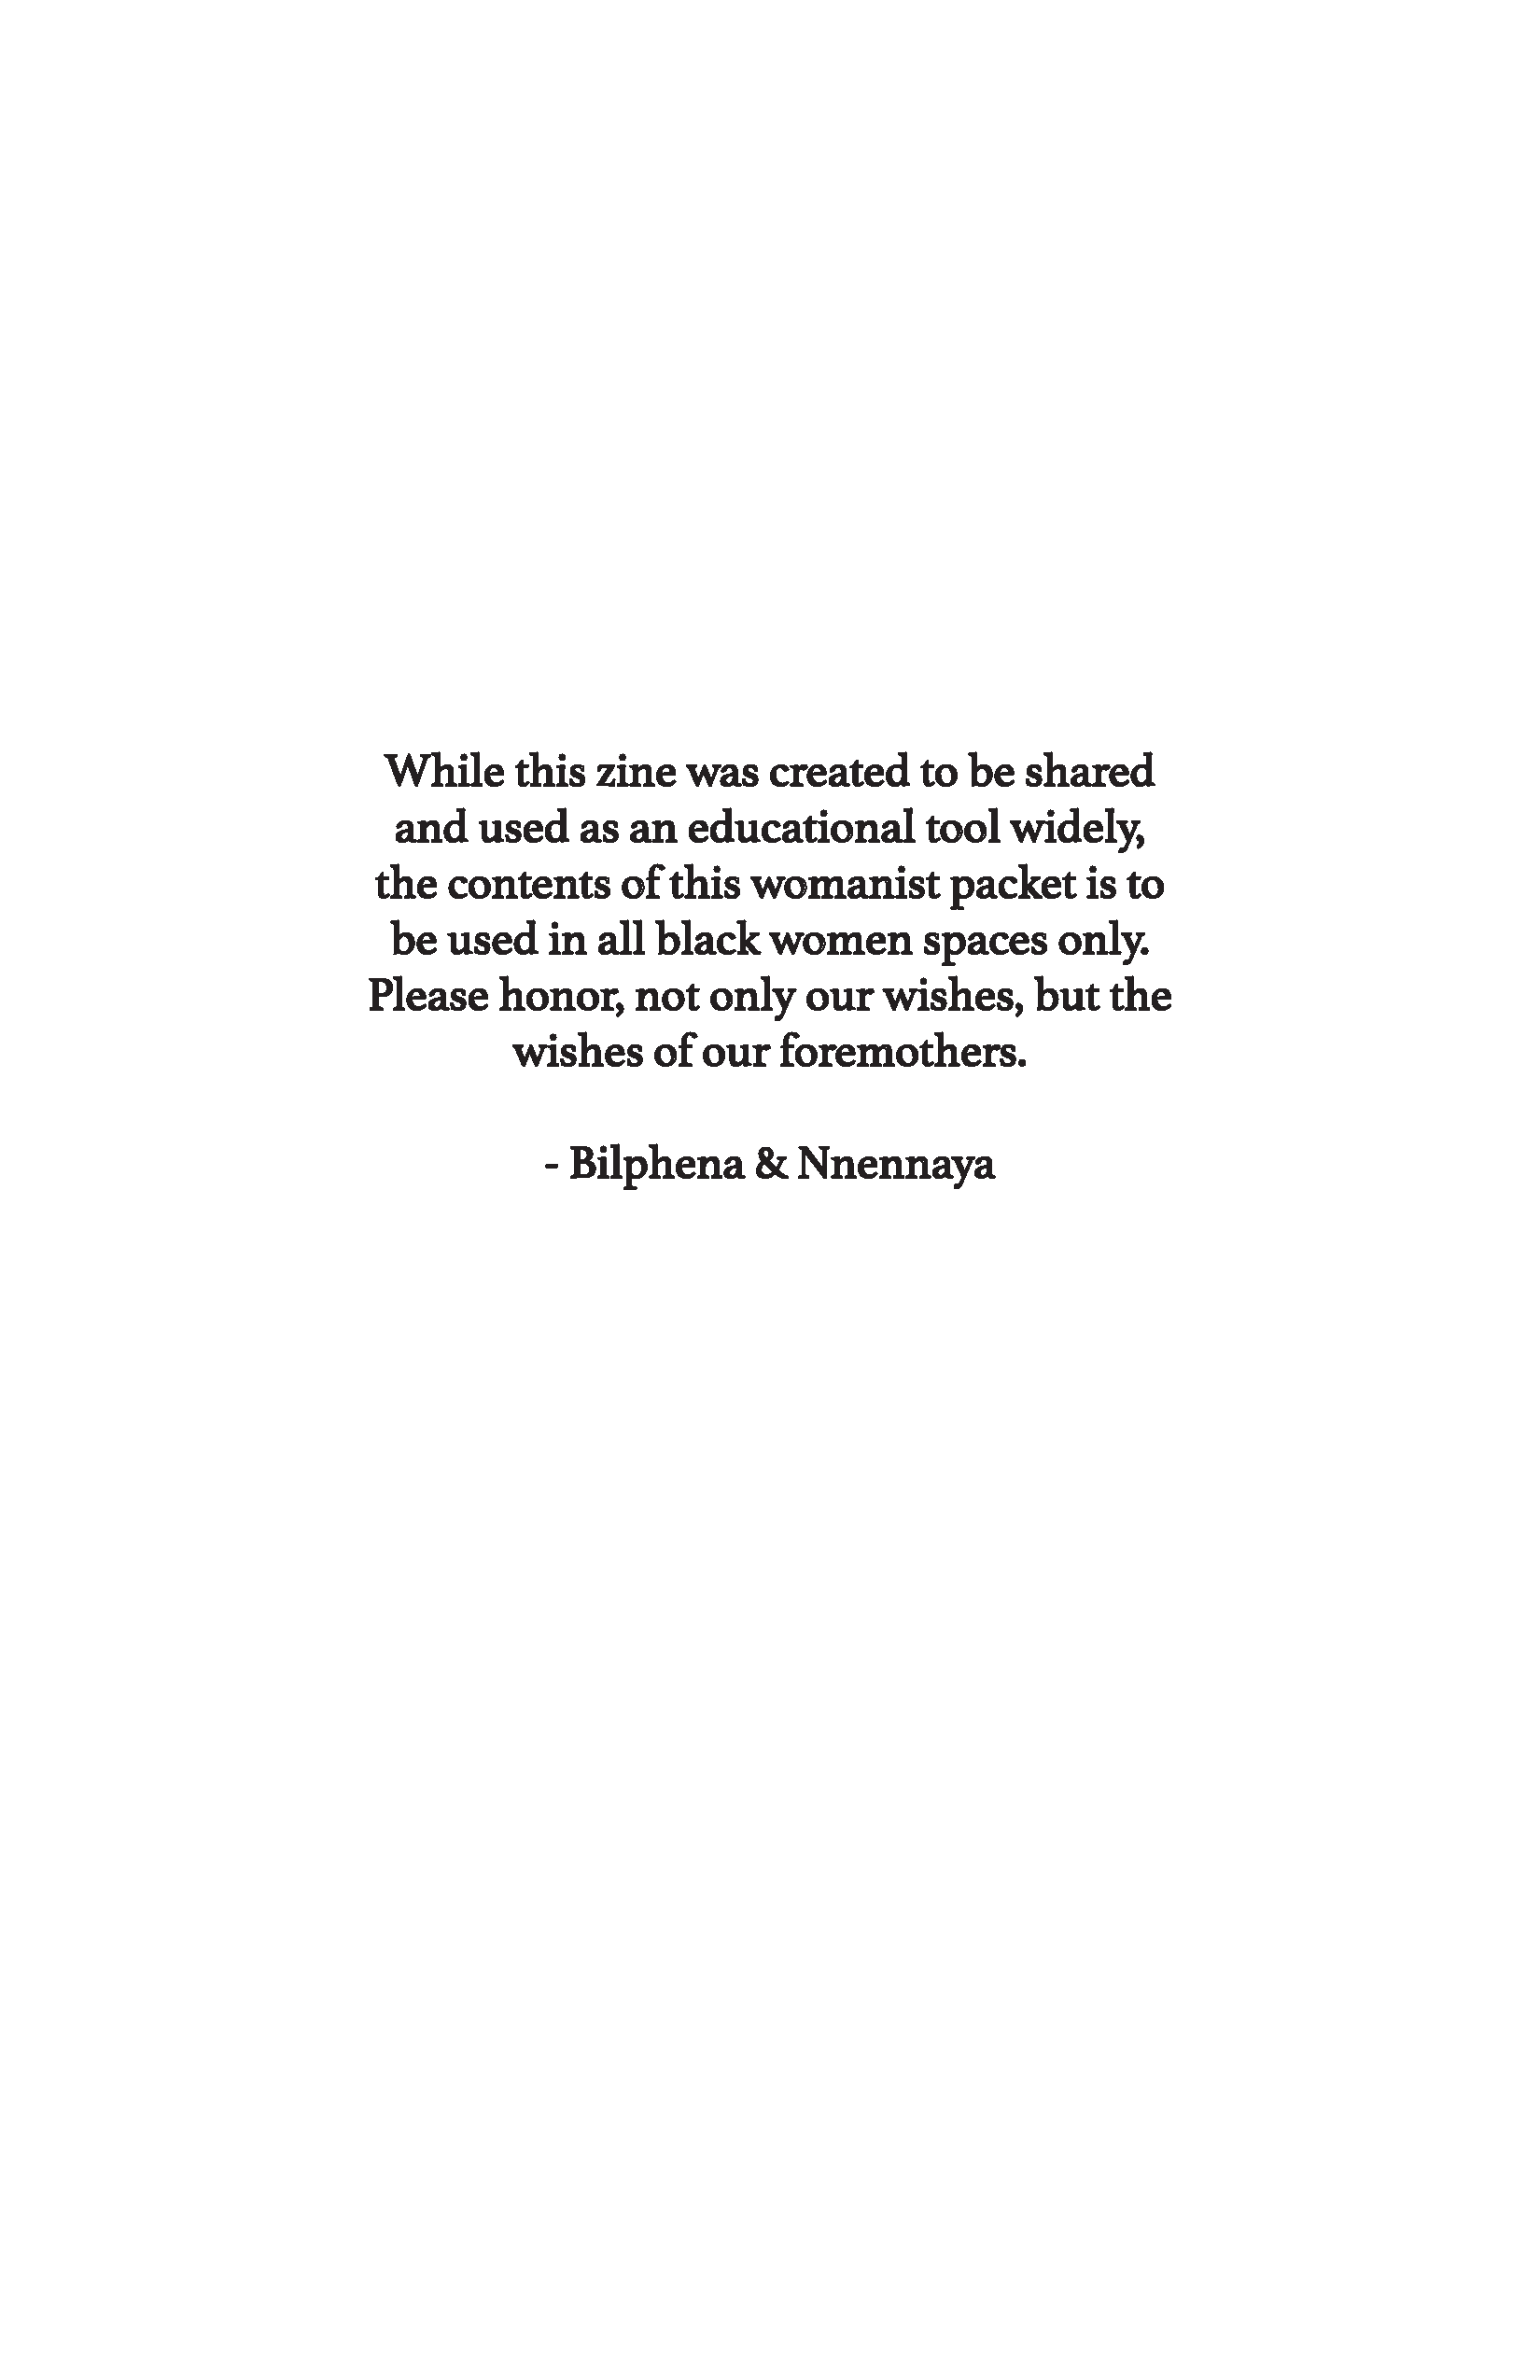 While this zine was created to be shared
and used as an educational tool widely,
the contents of this womanist packet is to
be used in all black women spaces only.
Please honor, not only our wishes, but the
wishes of our foremothers.
- Bilphena & Nnennaya